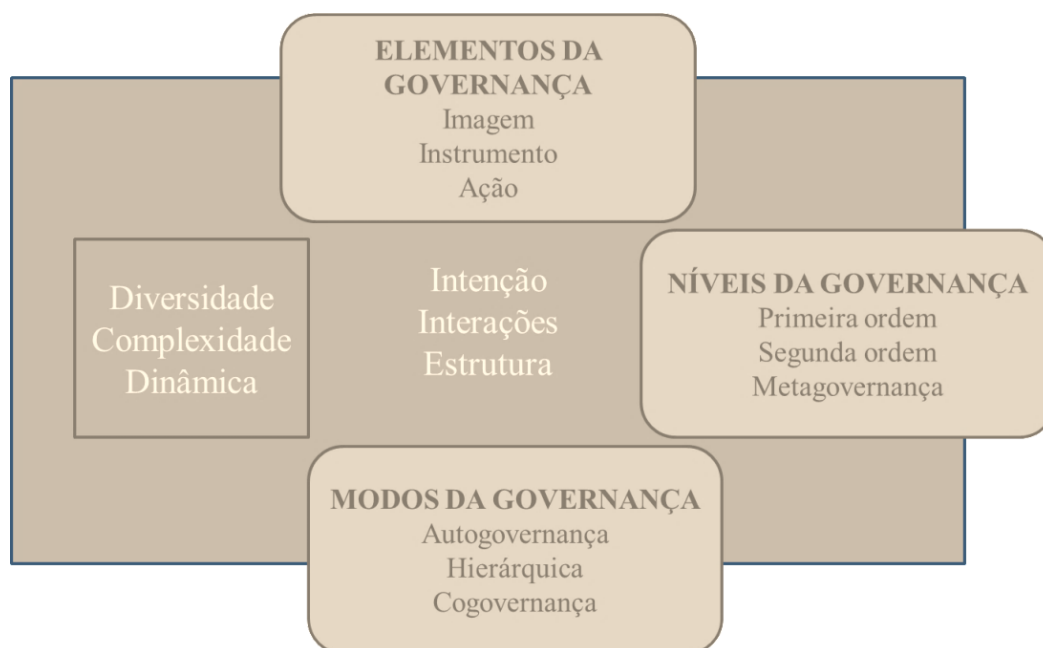 ELEMENTOS DA
GOVERNANÇA
Imagem
Instrumento
Ação
Diversidade
Complexidade
Dinâmica
Intenção
Interações
Estrutura
NÍVEIS DA GOVERNANÇA
Primeira ordem
Segunda ordem
Metagovernança
MODOS DA GOVERNANÇA
Autogovernança
Hierárquica
Cogovernança